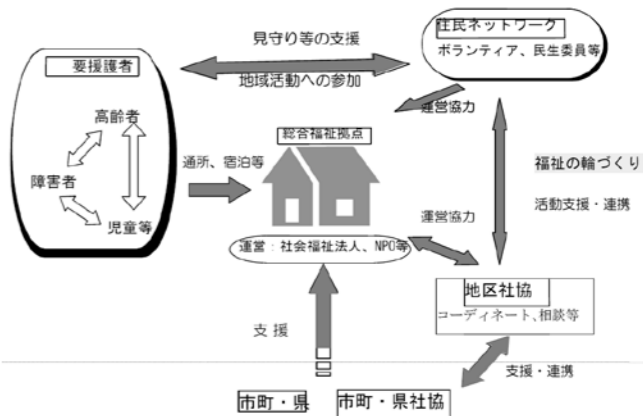 見守り等の支援
住民ネットワーク
ボランティア、民生委員等
要援護者
地域活動への参加
高齢者
運営協力
総合福祉拠点
通所、宿泊等
福祉の輪づくり
障害者
活動支援・連携
児童等
運営協力
運営：社会福祉法人、NPO等
地区社協
コーディネート、相談等
支 援
支援・連携
市町・県
市町・県社協